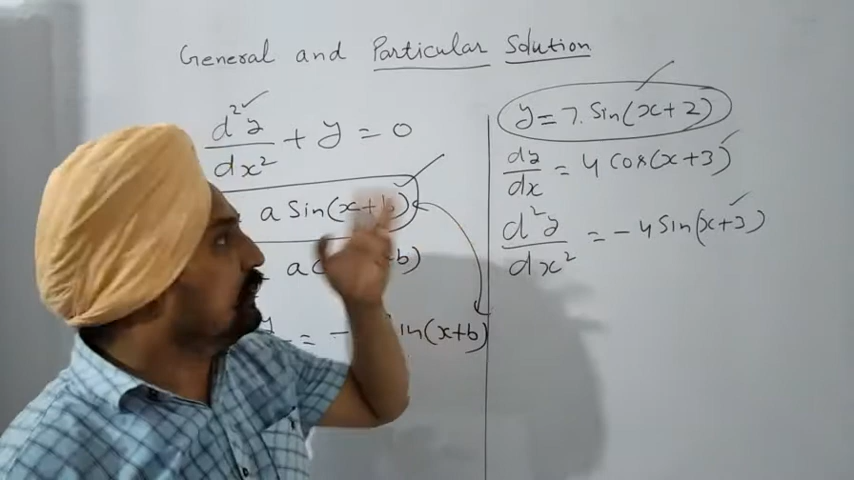 General and Particular Solution
d²y/dx² + y = 0
a Sin(x+b)
a
b)
= -
in(x+b)
y = 7. Sin(x+2)
dy/dx = 4 Cos(x+3)
d²y/dx² = -4 Sin(x+3)